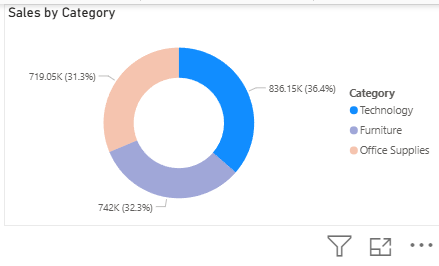 Sales by Category
719.05K (31.3%)
836.15K (36.4%)
742K (32.3%)
Category
Technology
Furniture
Office Supplies